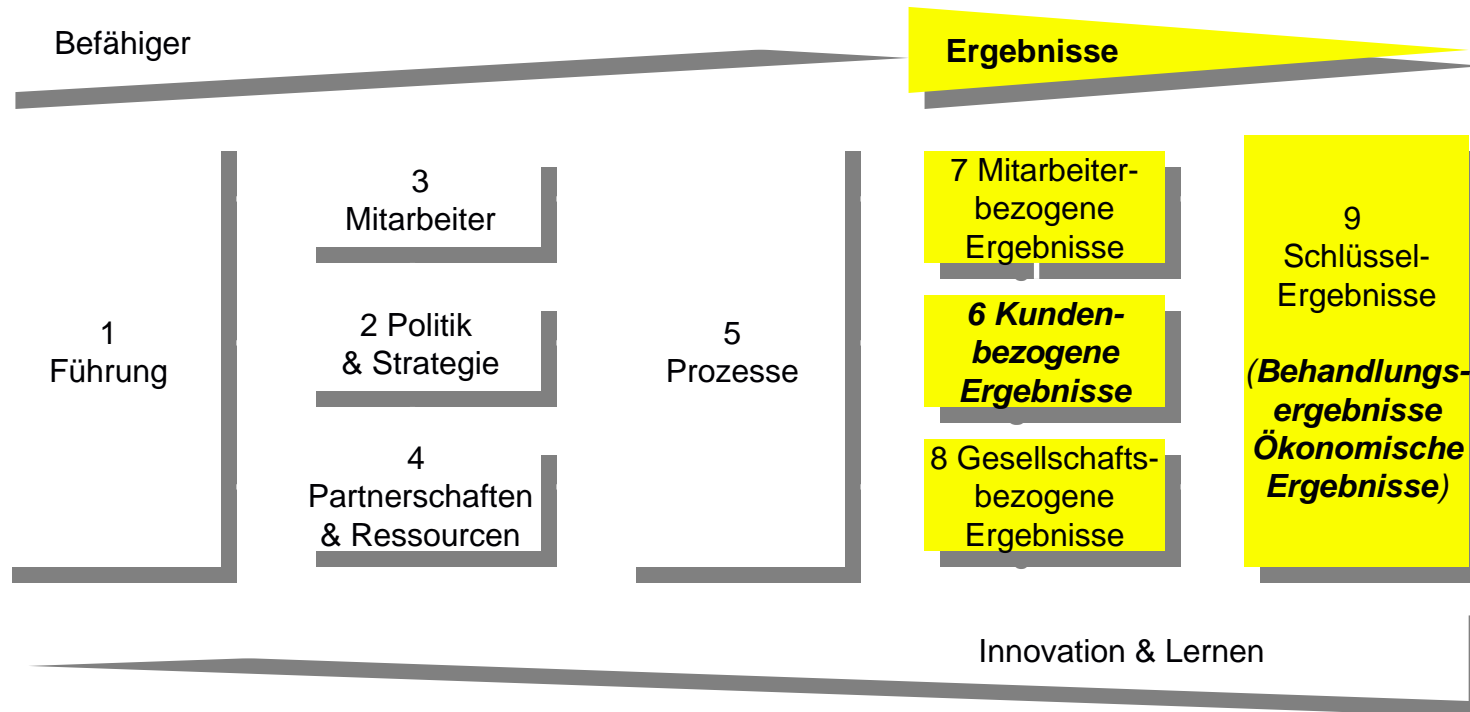 Befähiger
Ergebnisse
1
Führung
3
Mitarbeiter
2 Politik
& Strategie
4
Partnerschaften
& Ressourcen
5
Prozesse
7 Mitarbeiter-
bezogene
Ergebnisse
6 Kunden-
bezogene
Ergebnisse
8 Gesellschafts-
bezogene
Ergebnisse
9
Schlüssel-
Ergebnisse
(Behandlungs-
ergebnisse
Ökonomische
Ergebnisse)
Innovation & Lernen